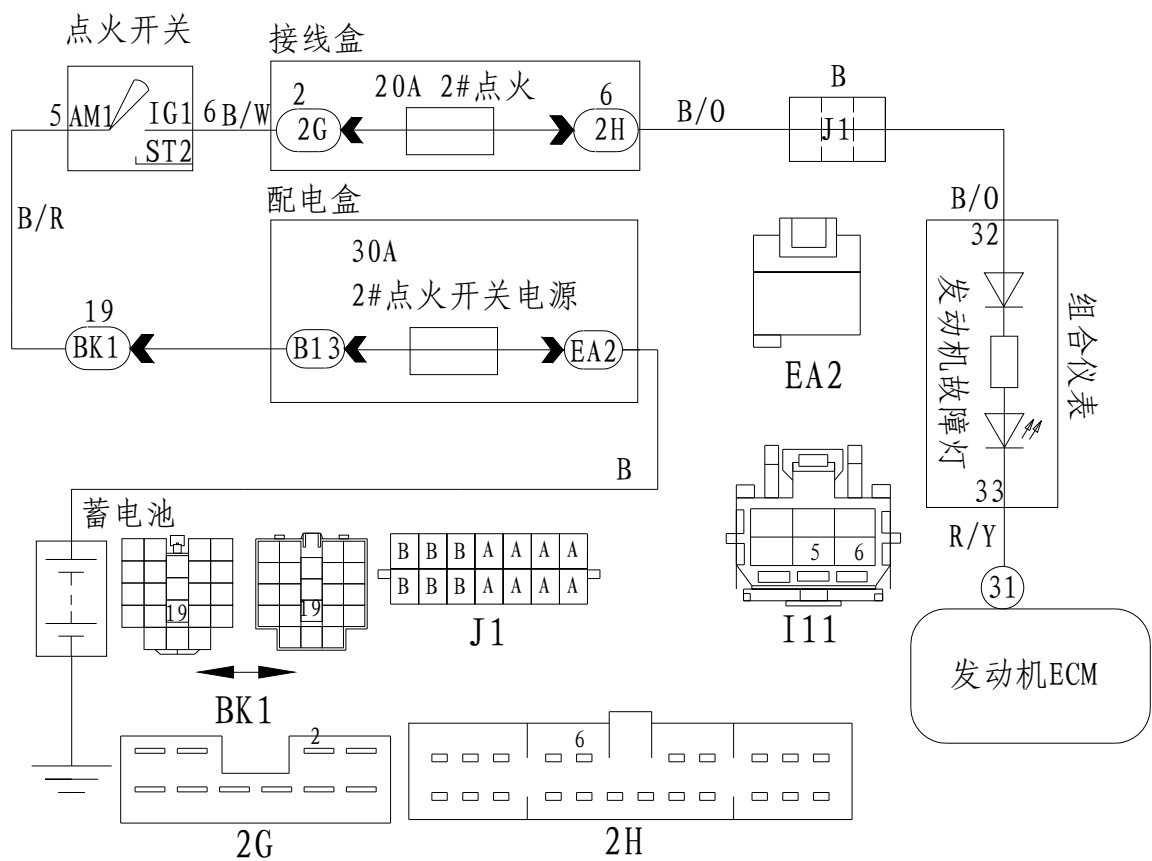 点火开关
接线盒
5 AM1 IG1 6 B/W
ST2
2
2G
20A 2#点火
6
2H
B/O
B
J1
B/R
配电盒
30A
2#点火开关电源
19
BK1
B13
EA2
B
B/O
32
发动机故障灯
组合仪表
33
R/Y
31
发动机ECM
EA2
蓄电池
19
19
BK1
B B B A A A A
B B B A A A A
J1
5 6
I11
2
2G
6
2H